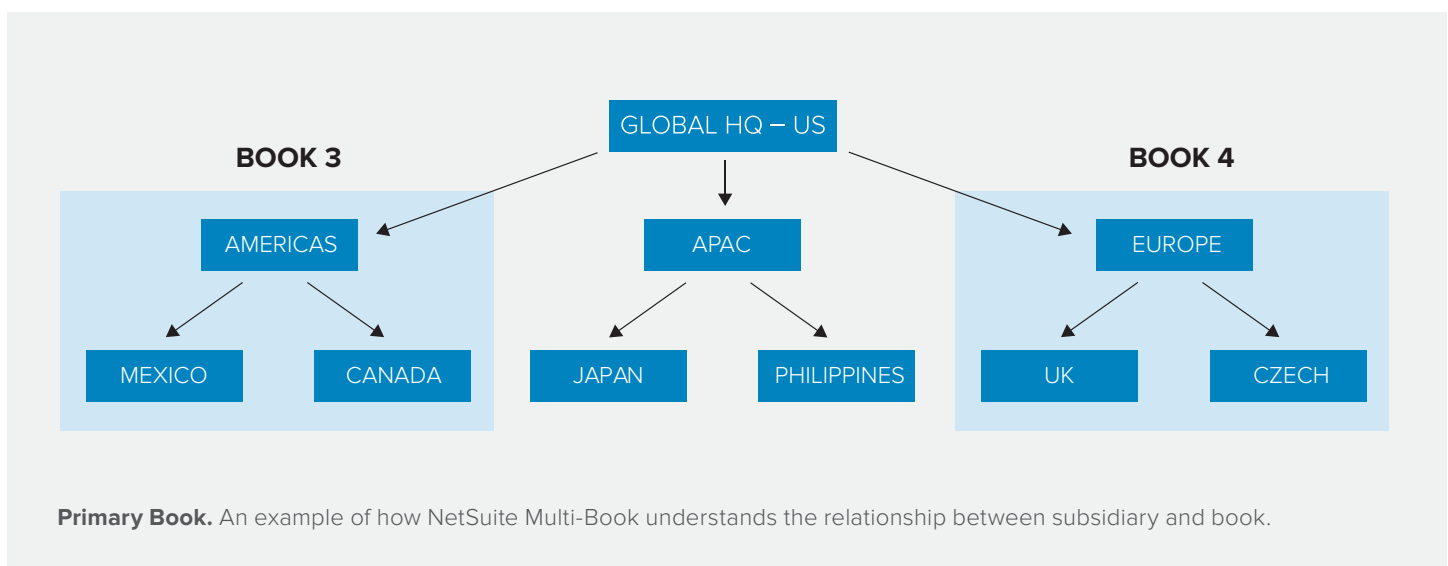 GLOBAL HQ – US
BOOK 3
BOOK 4
AMERICAS
APAC
EUROPE
MEXICO
CANADA
JAPAN
PHILIPPINES
UK
CZECH
Primary Book. An example of how NetSuite Multi-Book understands the relationship between subsidiary and book.